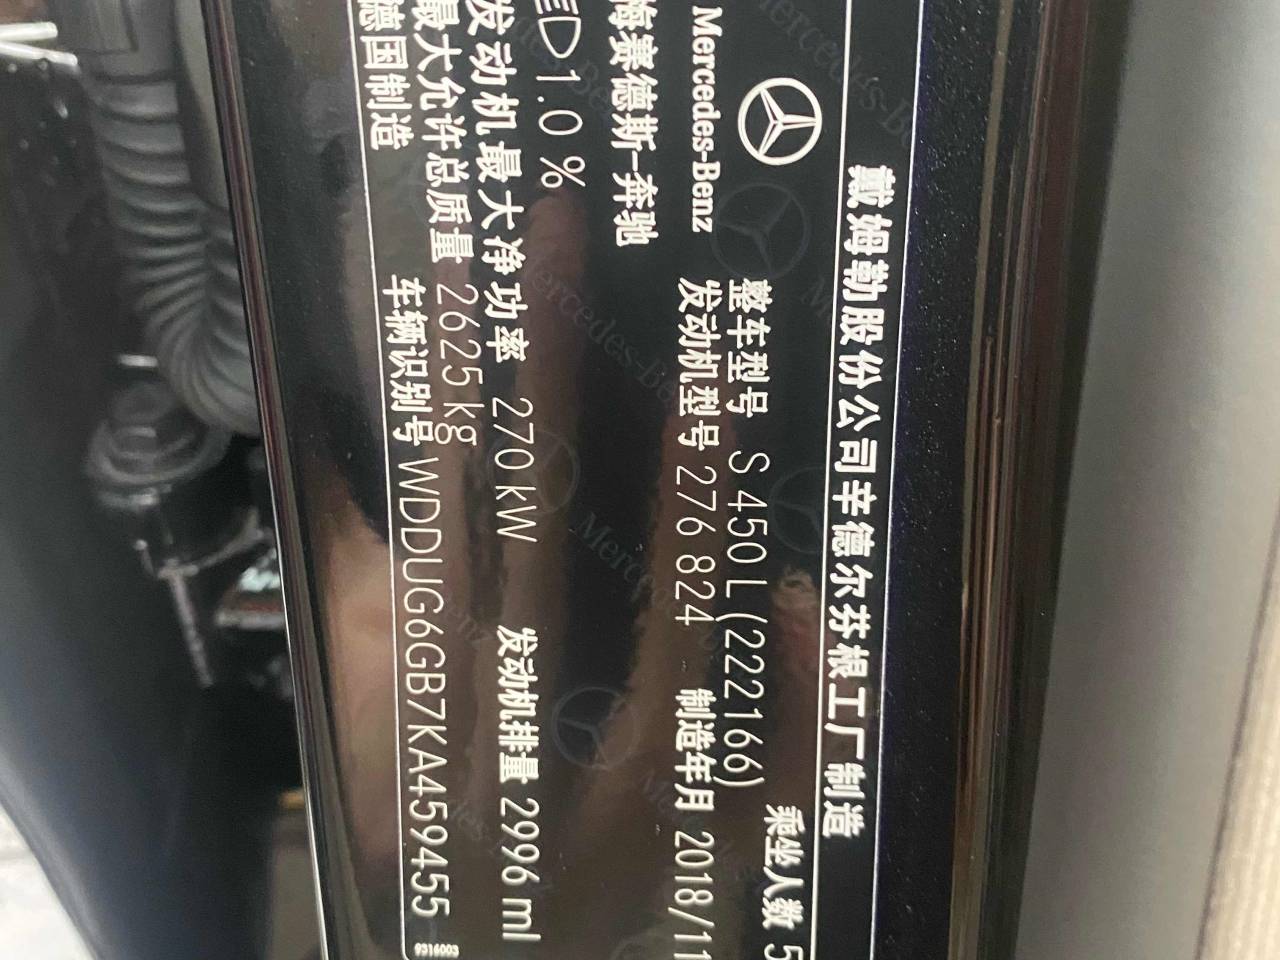 戴姆勒股份公司辛德尔芬根工厂制造
Mercedes-Benz
梅赛德斯-奔驰
整车型号 S 450 L (222166) 乘坐人数 5
发动机型号 276 824 制造年月 2018/11
1.0 %
发动机最大净功率 270 kW 发动机排量 2996 ml
最大允许总质量 2625 kg
德国制造 车辆识别号 WDDUG6GB7KA459455
9316003